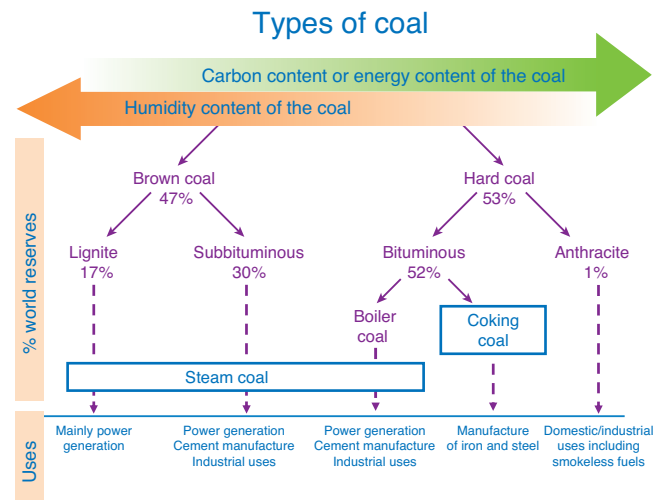 Types of coal
Carbon content or energy content of the coal
Humidity content of the coal
% world reserves
Brown coal
47%
Hard coal
53%
Lignite
17%
Subbituminous
30%
Bituminous
52%
Anthracite
1%
Boiler
coal
Coking
coal
Steam coal
Uses
Mainly power
generation
Power generation
Cement manufacture
Industrial uses
Power generation
Cement manufacture
Industrial uses
Manufacture
of iron and steel
Domestic/industrial
uses including
smokeless fuels